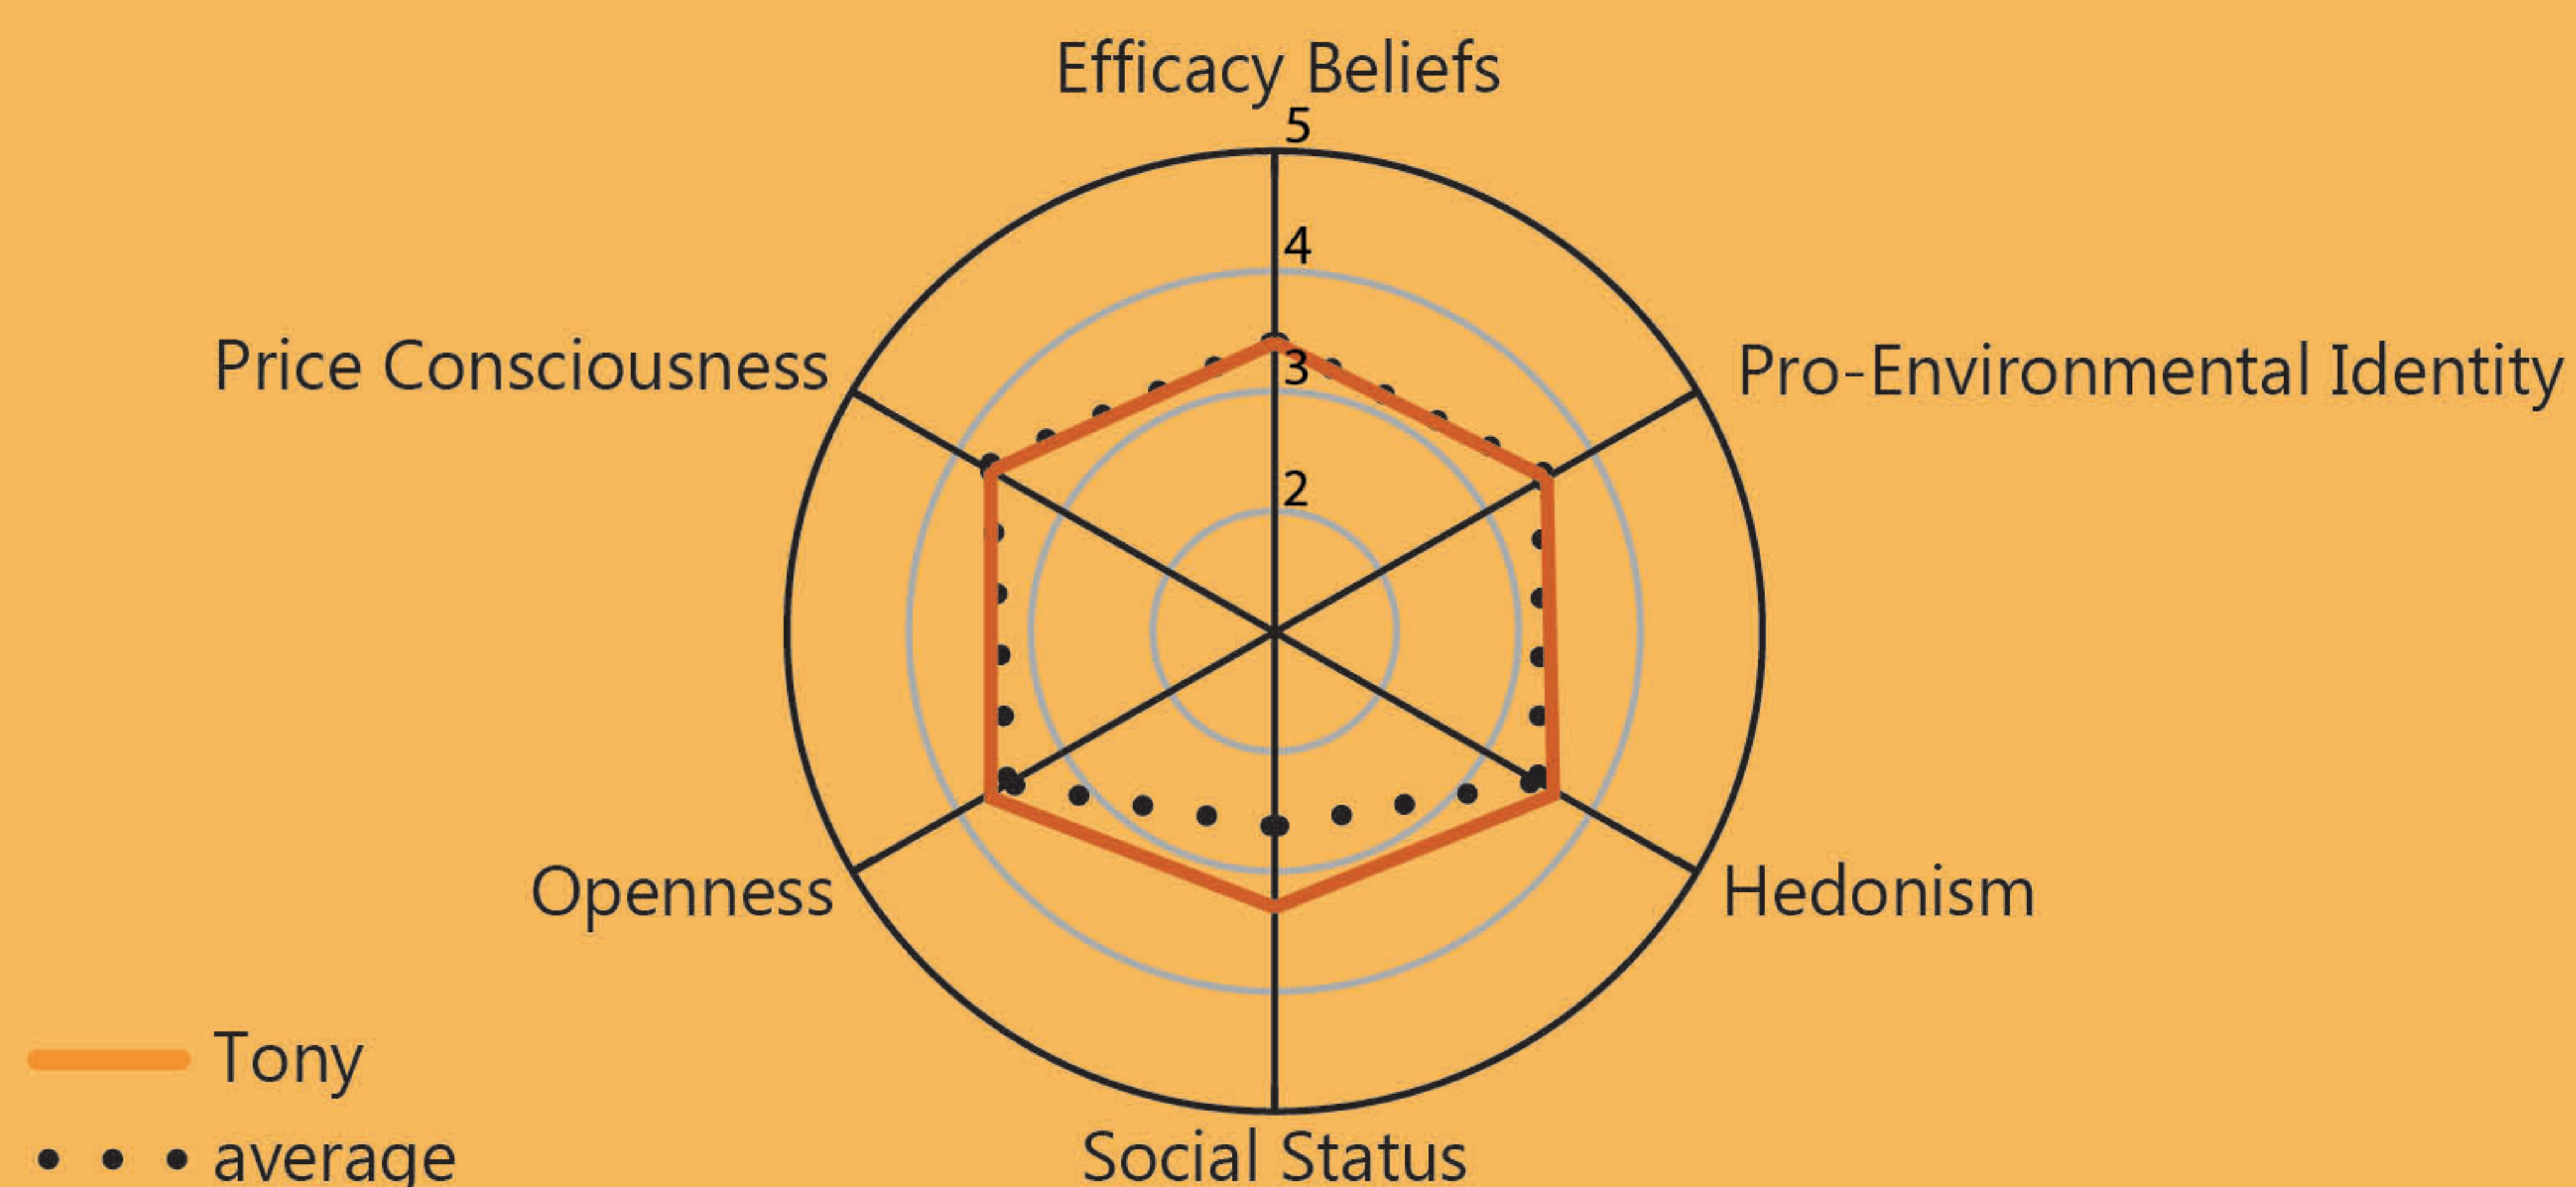 Efficacy Beliefs
5
4
Price Consciousness
3
Pro-Environmental Identity
2
Openness
Hedonism
Tony
Social Status
average